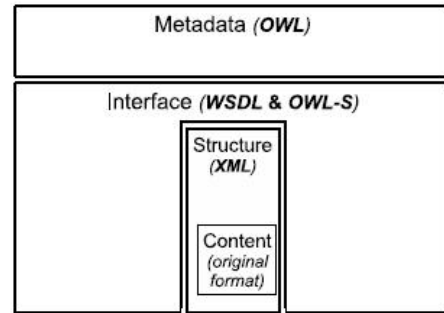 Metadata (OWL)
Interface (WSDL & OWL-S)
Structure
(XML)
Content
(original
format)